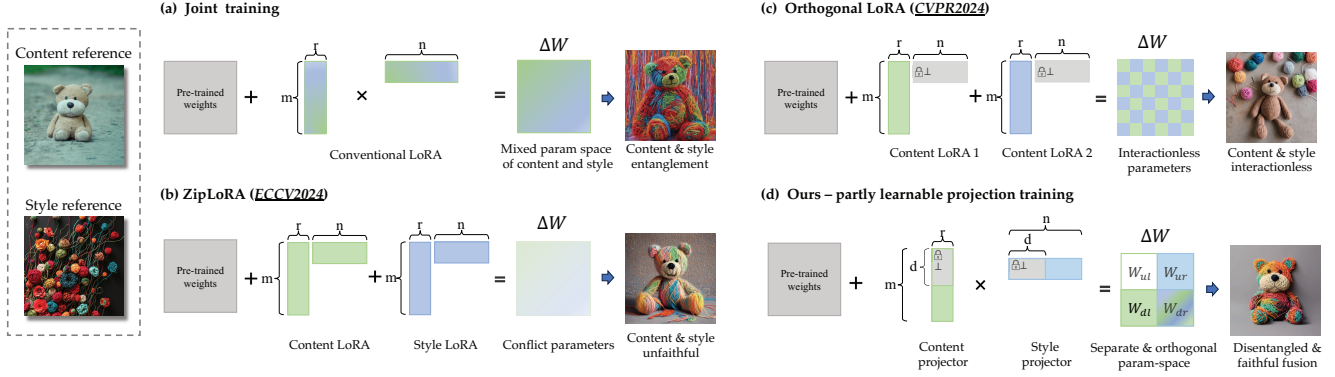 Content reference
Style reference
(a) Joint training
Pre-trained
weights
+
m
r
×
n
=
ΔW
Conventional LoRA
Mixed param space
of content and style
Content & style
entanglement
(b) ZipLoRA (ECCV2024)
Pre-trained
weights
+
m
r
n
+
m
r
n
=
ΔW
Content LoRA
Style LoRA
Conflict parameters
Content & style
unfaithful
(c) Orthogonal LoRA (CVPR2024)
Pre-trained
weights
+
m
r
n
⊥
+
m
r
n
⊥
=
ΔW
Content LoRA 1
Content LoRA 2
Interactionless
parameters
Content & style
interactionless
(d) Ours – partly learnable projection training
Pre-trained
weights
+
m
d
r
⊥
×
n
d
⊥
=
ΔW
W_ul W_ur
W_dl W_dr
Content
projector
Style
projector
Separate & orthogonal
param-space
Disentangled &
faithful fusion